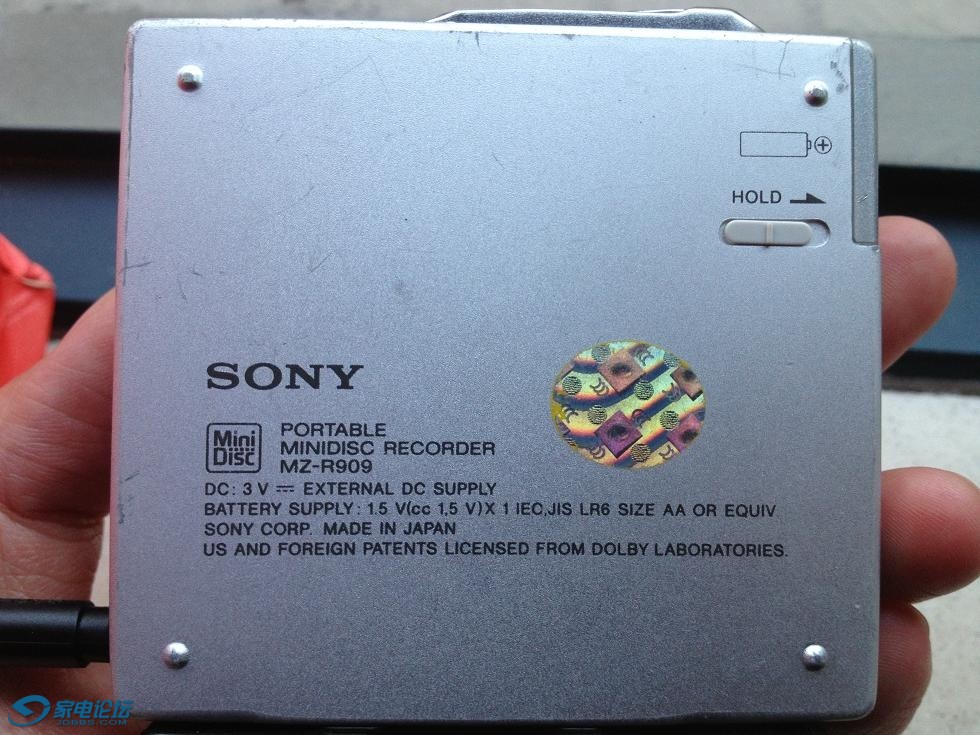 HOLD
SONY
Mini
Disc
PORTABLE
MINIDISC RECORDER
MZ-R909
DC: 3 V ⎓ EXTERNAL DC SUPPLY
BATTERY SUPPLY: 1.5 V(cc 1,5 V)X 1 IEC,JIS LR6 SIZE AA OR EQUIV
SONY CORP. MADE IN JAPAN
US AND FOREIGN PATENTS LICENSED FROM DOLBY LABORATORIES.
家电论坛
JDBBS.COM